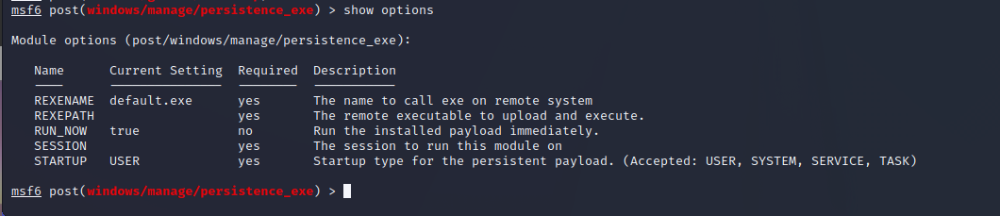 msf6 post(windows/manage/persistence_exe) > show options
Module options (post/windows/manage/persistence_exe):
Name Current Setting Required Description
---- --------------- -------- -----------
REXENAME default.exe yes The name to call exe on remote system
REXEPATH yes The remote executable to upload and execute.
RUN_NOW true no Run the installed payload immediately.
SESSION yes The session to run this module on
STARTUP USER yes Startup type for the persistent payload. (Accepted: USER, SYSTEM, SERVICE, TASK)
msf6 post(windows/manage/persistence_exe) >